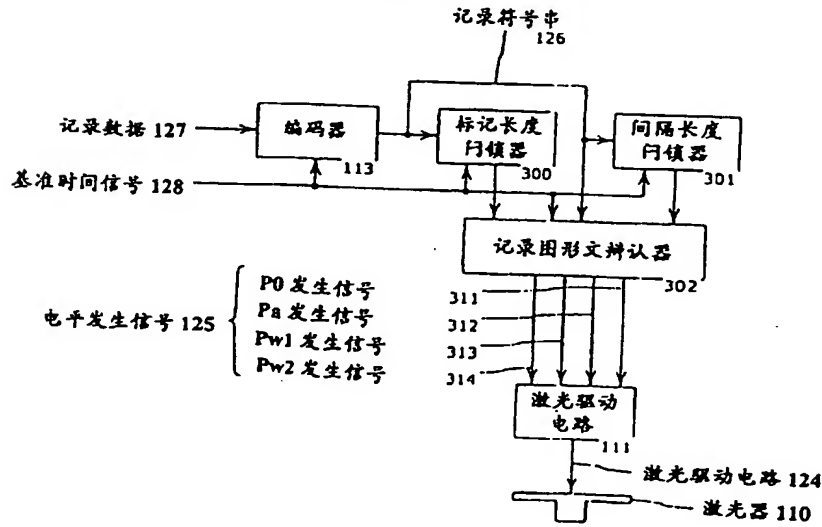 记录符号串
126
记录数据 127
编码器
113
标记长度
闩锁器
300
间隔长度
闩锁器
301
基准时间信号 128
记录图形文辨认器
302
电平发生信号 125
P0 发生信号
Pa 发生信号
Pw1 发生信号
Pw2 发生信号
311
312
313
314
激光驱动
电路
111
激光驱动电路 124
激光器 110